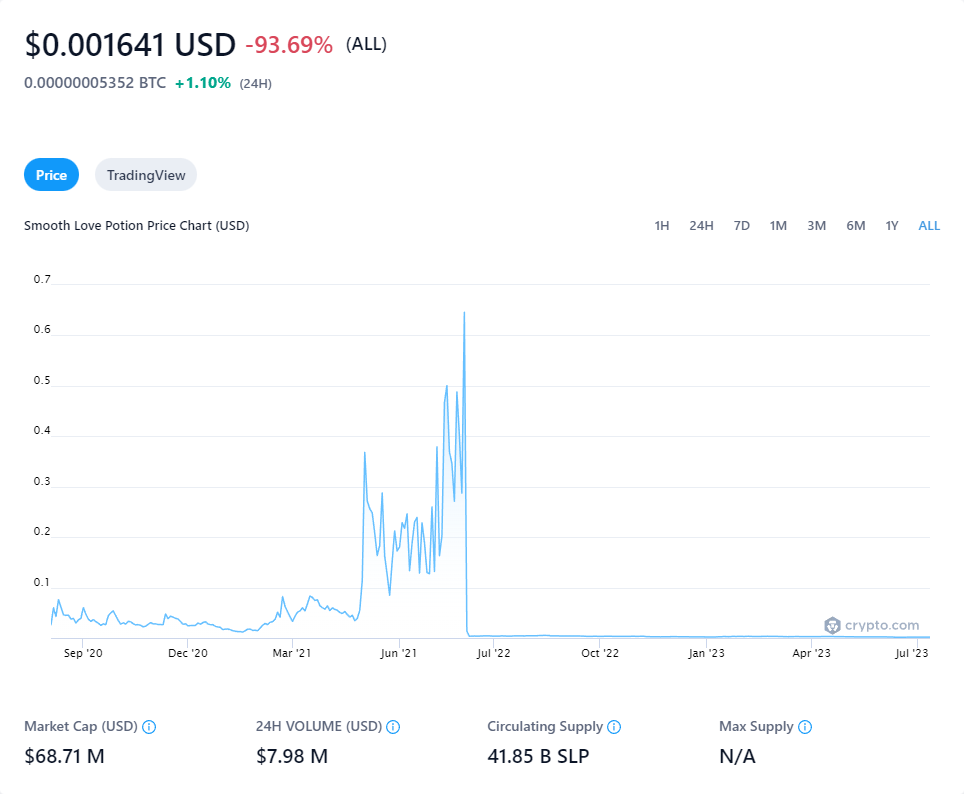 $0.001641 USD -93.69% (ALL)
0.00000005352 BTC +1.10% (24H)
Price TradingView
Smooth Love Potion Price Chart (USD) 1H 24H 7D 1M 3M 6M 1Y ALL
0.7
0.6
0.5
0.4
0.3
0.2
0.1
crypto.com
Sep '20 Dec '20 Mar '21 Jun '21 Jul '22 Oct '22 Jan '23 Apr '23 Jul '23
Market Cap (USD) 24H VOLUME (USD) Circulating Supply Max Supply
$68.71 M $7.98 M 41.85 B SLP N/A